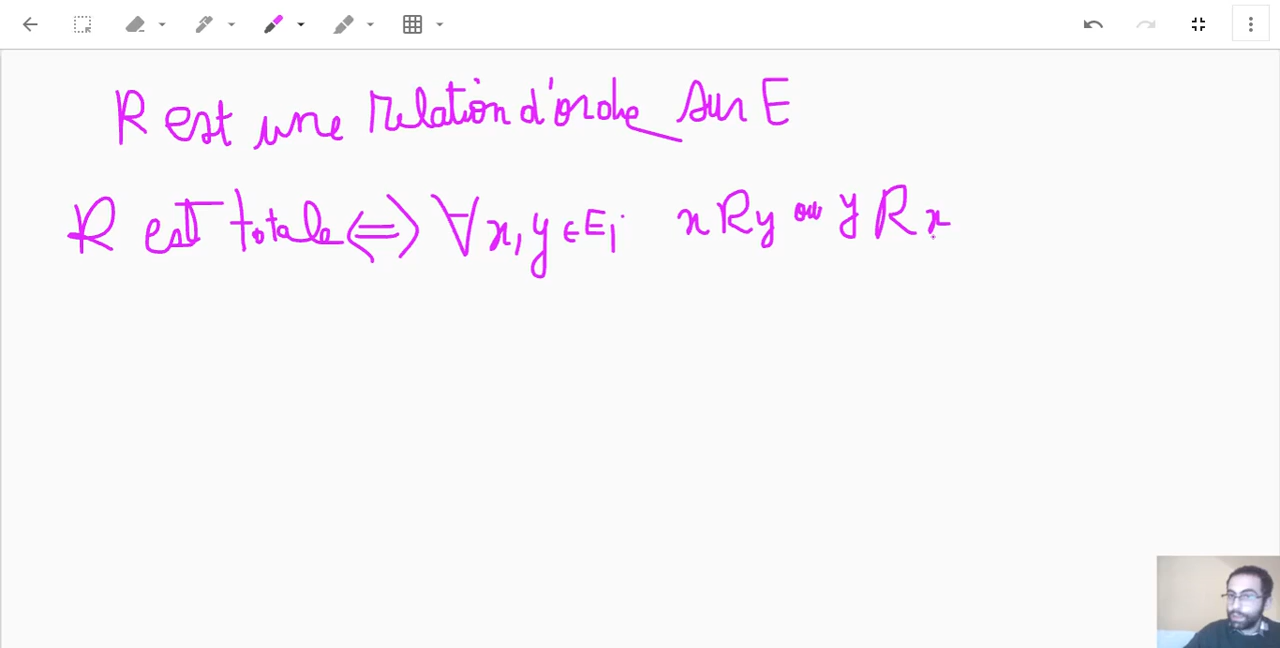 R est une relation d'ordre sur E
R est totale <=> ∀x, y ∈ E; x R y ou y R x